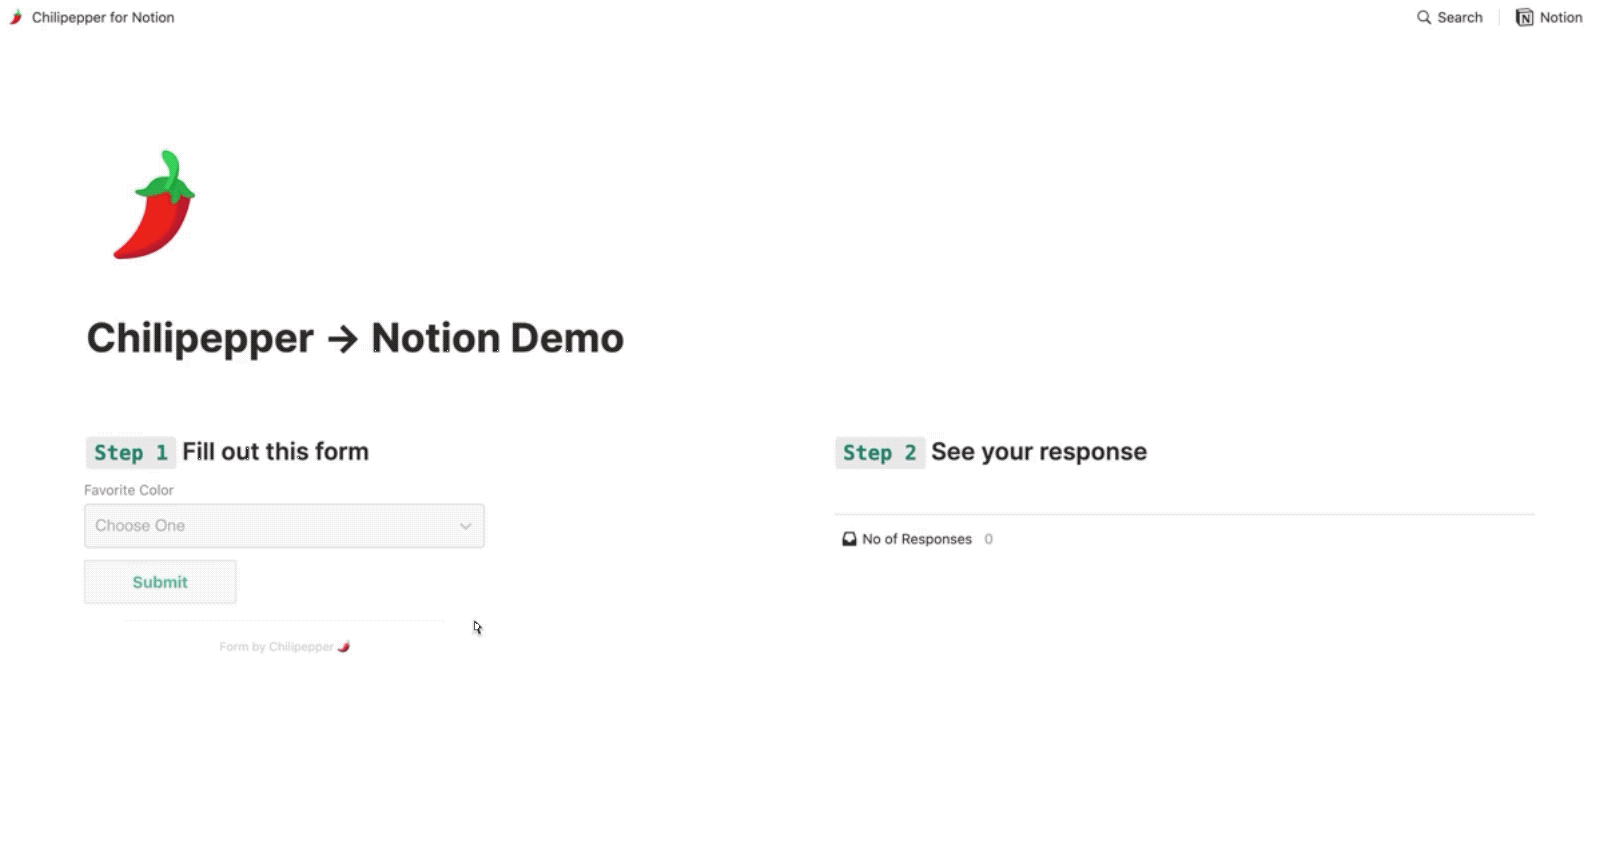 Chilipepper for Notion
Search
Notion
Chilipepper → Notion Demo
Step 1 Fill out this form
Favorite Color
Choose One
Submit
Form by Chilipepper
Step 2 See your response
No of Responses 0